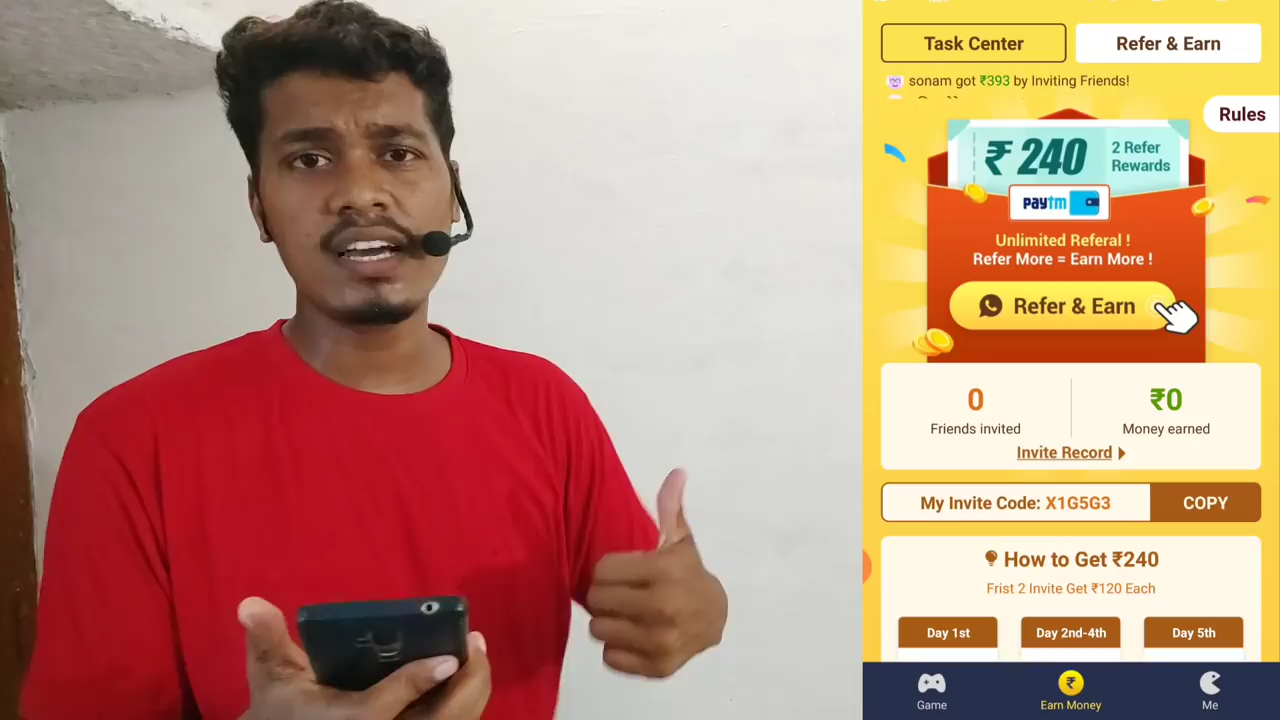 Task Center
Refer & Earn
sonam got ₹393 by Inviting Friends!
Rules
₹ 240
2 Refer
Rewards
paytm
Unlimited Referal !
Refer More = Earn More !
Refer & Earn
0
₹0
Friends invited
Money earned
Invite Record
My Invite Code: X1G5G3
COPY
How to Get ₹240
Frist 2 Invite Get ₹120 Each
Day 1st
Day 2nd-4th
Day 5th
Game
Earn Money
Me